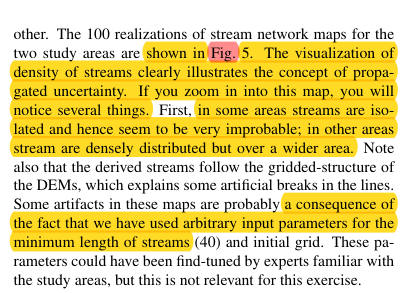 other. The 100 realizations of stream network maps for the
two study areas are shown in Fig. 5. The visualization of
density of streams clearly illustrates the concept of propa-
gated uncertainty. If you zoom in into this map, you will
notice several things. First, in some areas streams are iso-
lated and hence seem to be very improbable; in other areas
stream are densely distributed but over a wider area. Note
also that the derived streams follow the gridded-structure of
the DEMs, which explains some artificial breaks in the lines.
Some artifacts in these maps are probably a consequence of
the fact that we have used arbitrary input parameters for the
minimum length of streams (40) and initial grid. These pa-
rameters could have been find-tuned by experts familiar with
the study areas, but this is not relevant for this exercise.